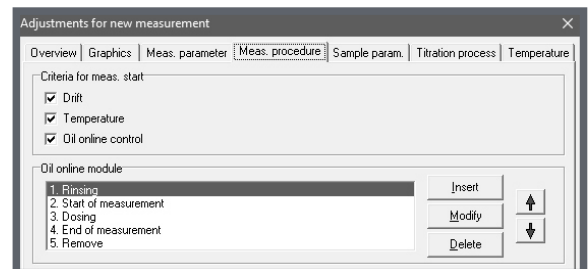 Adjustments for new measurement
Overview Graphics Meas. parameter Meas. procedure Sample param. Titration process Temperature
Criteria for meas. start
Drift
Temperature
Oil online control
Oil online module
1. Rinsing
2. Start of measurement
3. Dosing
4. End of measurement
5. Remove
Insert
Modify
Delete